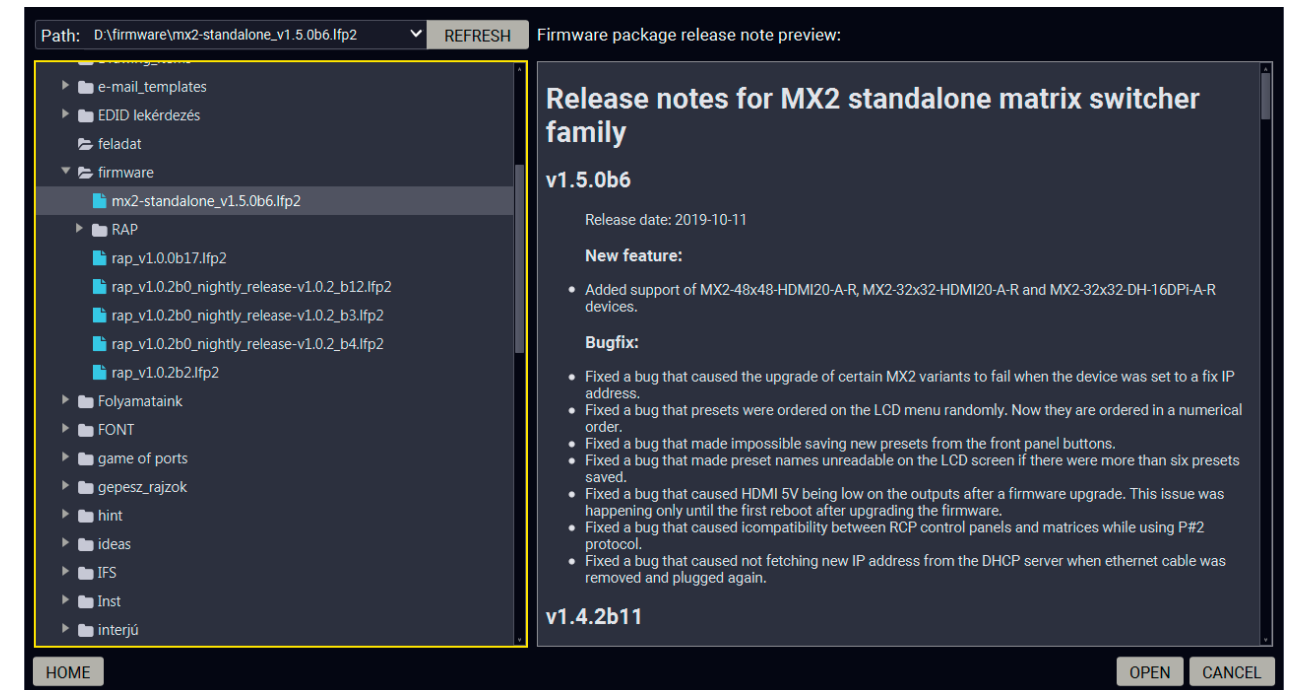 Path: D:\firmware\mx2-standalone_v1.5.0b6.lfp2 REFRESH
Firmware package release note preview:
e-mail_templates
EDID lekérdezés
feladat
firmware
mx2-standalone_v1.5.0b6.lfp2
RAP
rap_v1.0.0b17.lfp2
rap_v1.0.2b0_nightly_release-v1.0.2_b12.lfp2
rap_v1.0.2b0_nightly_release-v1.0.2_b3.lfp2
rap_v1.0.2b0_nightly_release-v1.0.2_b4.lfp2
rap_v1.0.2b2.lfp2
Folyamataink
FONT
game of ports
gepesz_rajzok
hint
ideas
IFS
Inst
interjú
Release notes for MX2 standalone matrix switcher
family
v1.5.0b6
Release date: 2019-10-11
New feature:
Added support of MX2-48x48-HDMI20-A-R, MX2-32x32-HDMI20-A-R and MX2-32x32-DH-16DPi-A-R
devices.
Bugfix:
Fixed a bug that caused the upgrade of certain MX2 variants to fail when the device was set to a fix IP
address.
Fixed a bug that presets were ordered on the LCD menu randomly. Now they are ordered in a numerical
order.
Fixed a bug that made impossible saving new presets from the front panel buttons.
Fixed a bug that made preset names unreadable on the LCD screen if there were more than six presets
saved.
Fixed a bug that caused HDMI 5V being low on the outputs after a firmware upgrade. This issue was
happening only until the first reboot after upgrading the firmware.
Fixed a bug that caused icompatibility between RCP control panels and matrices while using P#2
protocol.
Fixed a bug that caused not fetching new IP address from the DHCP server when ethernet cable was
removed and plugged again.
v1.4.2b11
HOME
OPEN
CANCEL